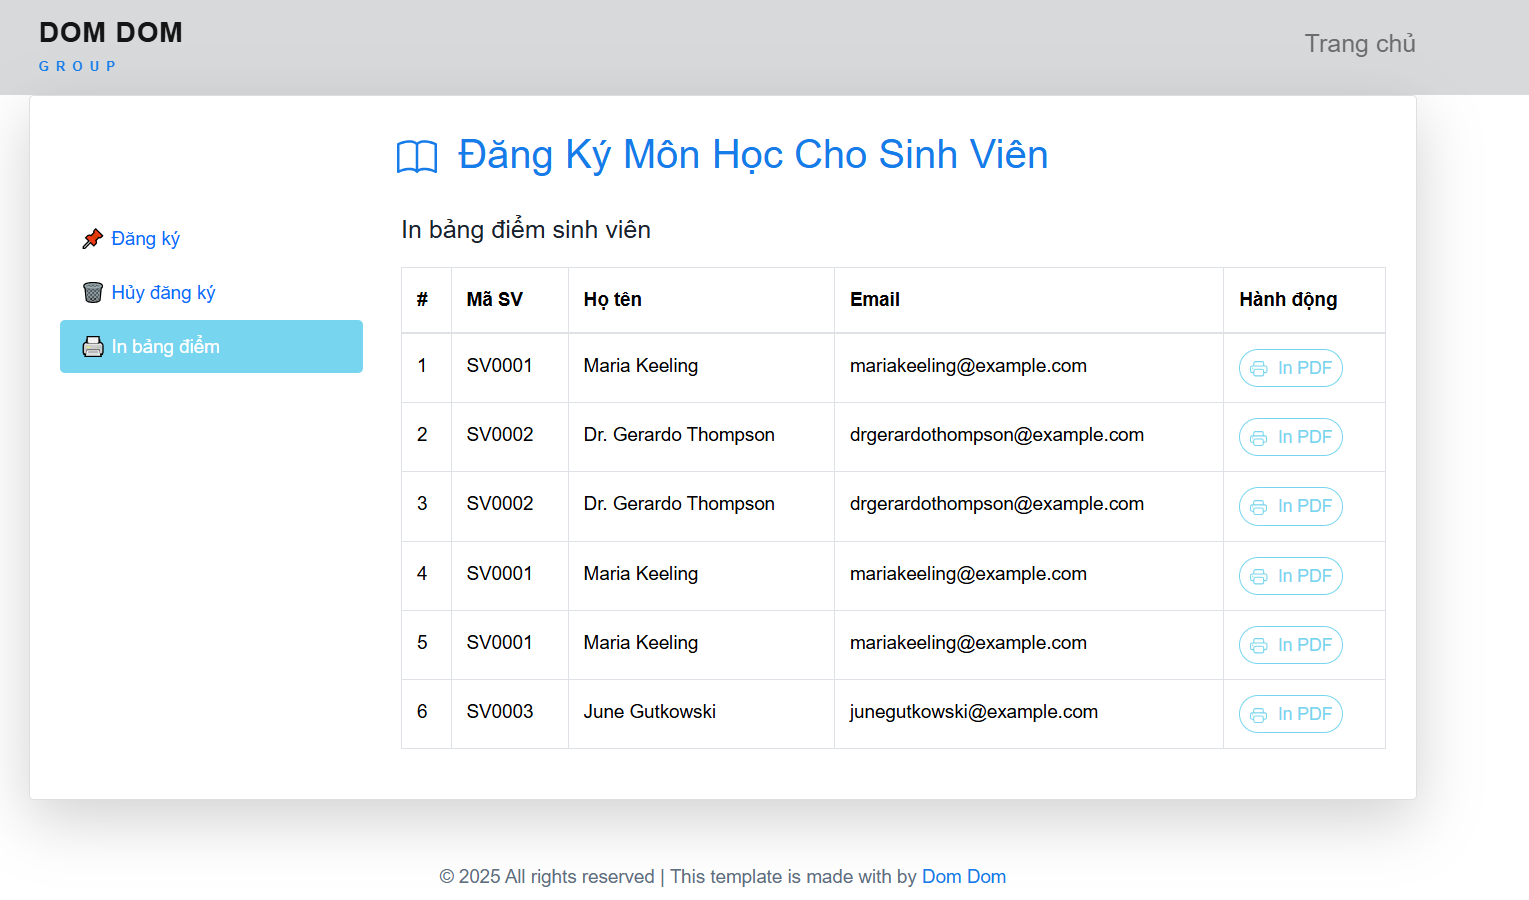 DOM DOM
GROUP
Trang chủ
Đăng Ký Môn Học Cho Sinh Viên
Đăng ký
Hủy đăng ký
In bảng điểm
In bảng điểm sinh viên
# Mã SV Họ tên Email Hành động
1 SV0001 Maria Keeling mariakeeling@example.com In PDF
2 SV0002 Dr. Gerardo Thompson drgerardothompson@example.com In PDF
3 SV0002 Dr. Gerardo Thompson drgerardothompson@example.com In PDF
4 SV0001 Maria Keeling mariakeeling@example.com In PDF
5 SV0001 Maria Keeling mariakeeling@example.com In PDF
6 SV0003 June Gutkowski junegutkowski@example.com In PDF
© 2025 All rights reserved | This template is made with by Dom Dom